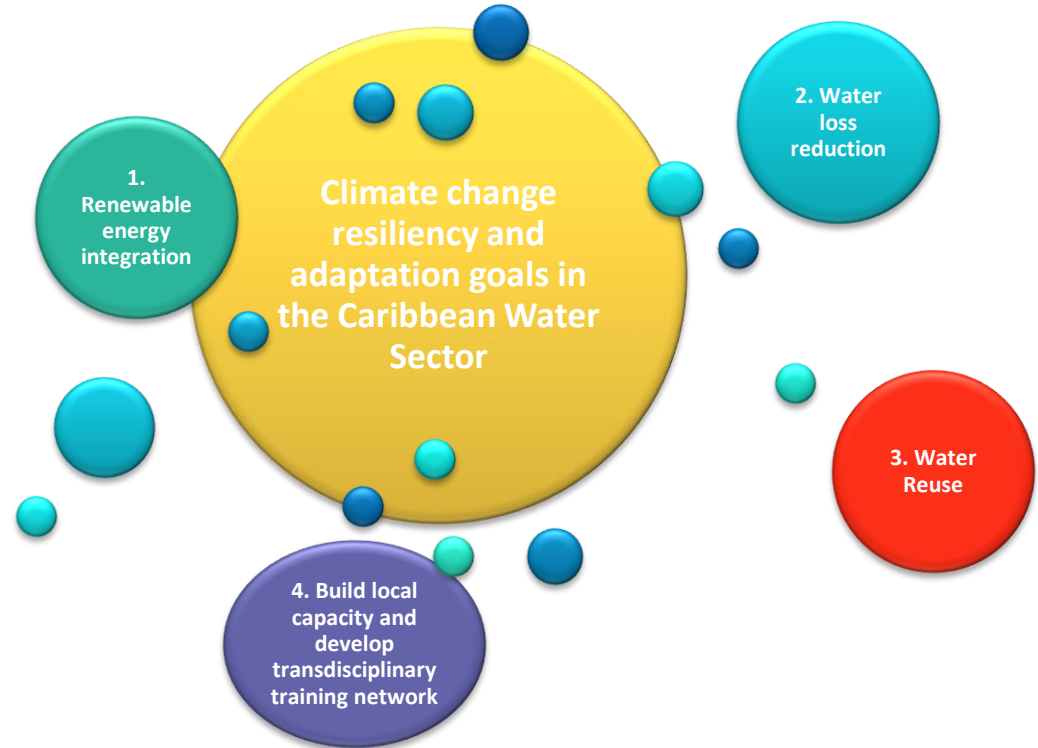 Climate change
resiliency and
adaptation goals in
the Caribbean Water
Sector
1.
Renewable
energy
integration
2. Water
loss
reduction
3. Water
Reuse
4. Build local
capacity and
develop
transdisciplinary
training network